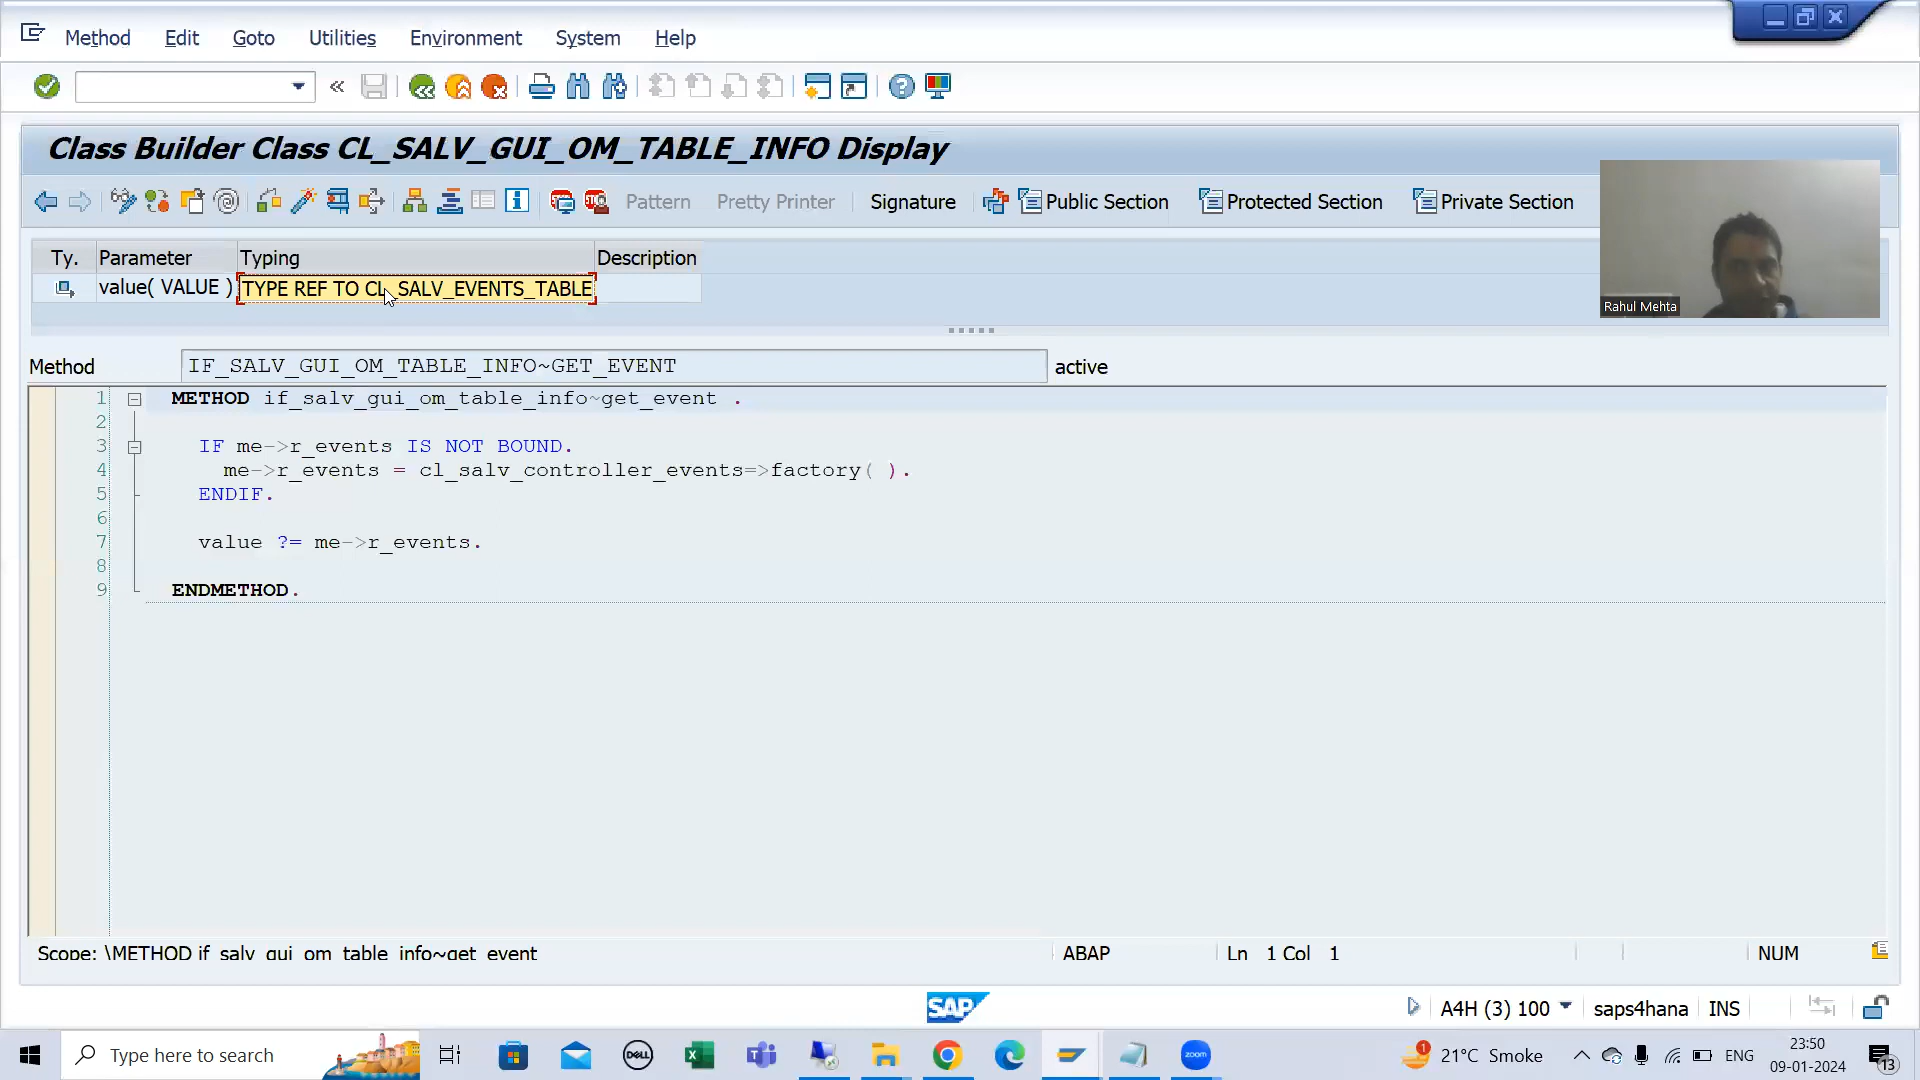 Method Edit Goto Utilities Environment System Help
Class Builder Class CL_SALV_GUI_OM_TABLE_INFO Display
Pattern Pretty Printer Signature Public Section Protected Section Private Section
Ty. Parameter Typing Description
value( VALUE ) TYPE REF TO CL_SALV_EVENTS_TABLE
Rahul Mehta
Method IF_SALV_GUI_OM_TABLE_INFO~GET_EVENT active
1 METHOD if_salv_gui_om_table_info~get_event .
2
3 IF me->r_events IS NOT BOUND.
4 me->r_events = cl_salv_controller_events=>factory( ).
5 ENDIF.
6
7 value ?= me->r_events.
8
9 ENDMETHOD.
Scope: \METHOD if_salv_gui_om_table_info~get_event ABAP Ln 1 Col 1 NUM
SAP
A4H (3) 100 saps4hana INS
Type here to search DELL zoom 1 21°C Smoke ENG 23:50
09-01-2024 13